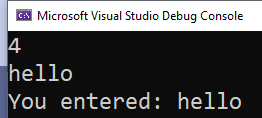 Microsoft Visual Studio Debug Console
4
hello
You entered: hello